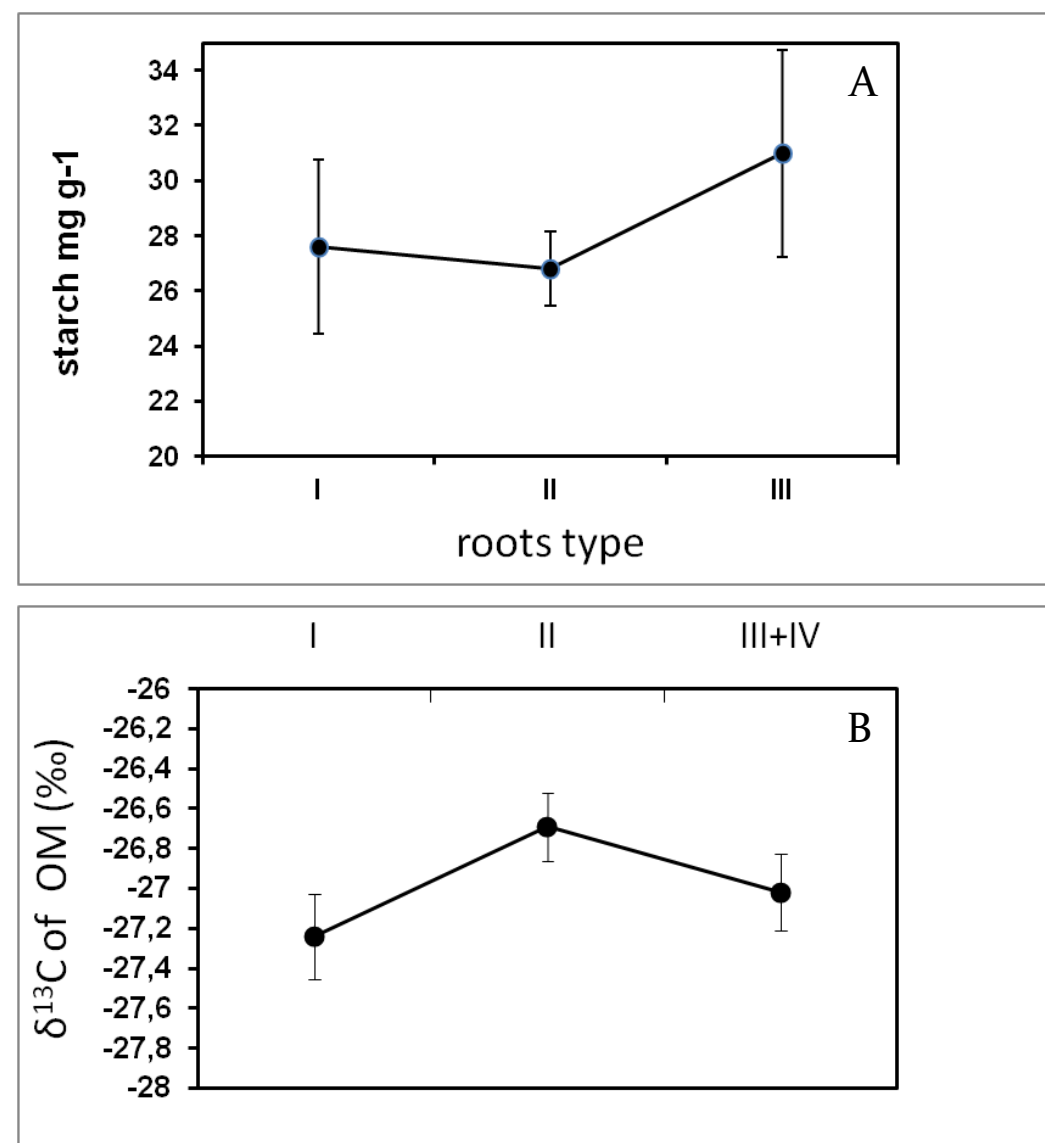 A
34
32
30
28
26
24
22
20
starch mg g-1
I II III
roots type
I II III+IV
B
-26
-26,2
-26,4
-26,6
-26,8
-27
-27,2
-27,4
-27,6
-27,8
-28
δ¹³C of OM (‰)